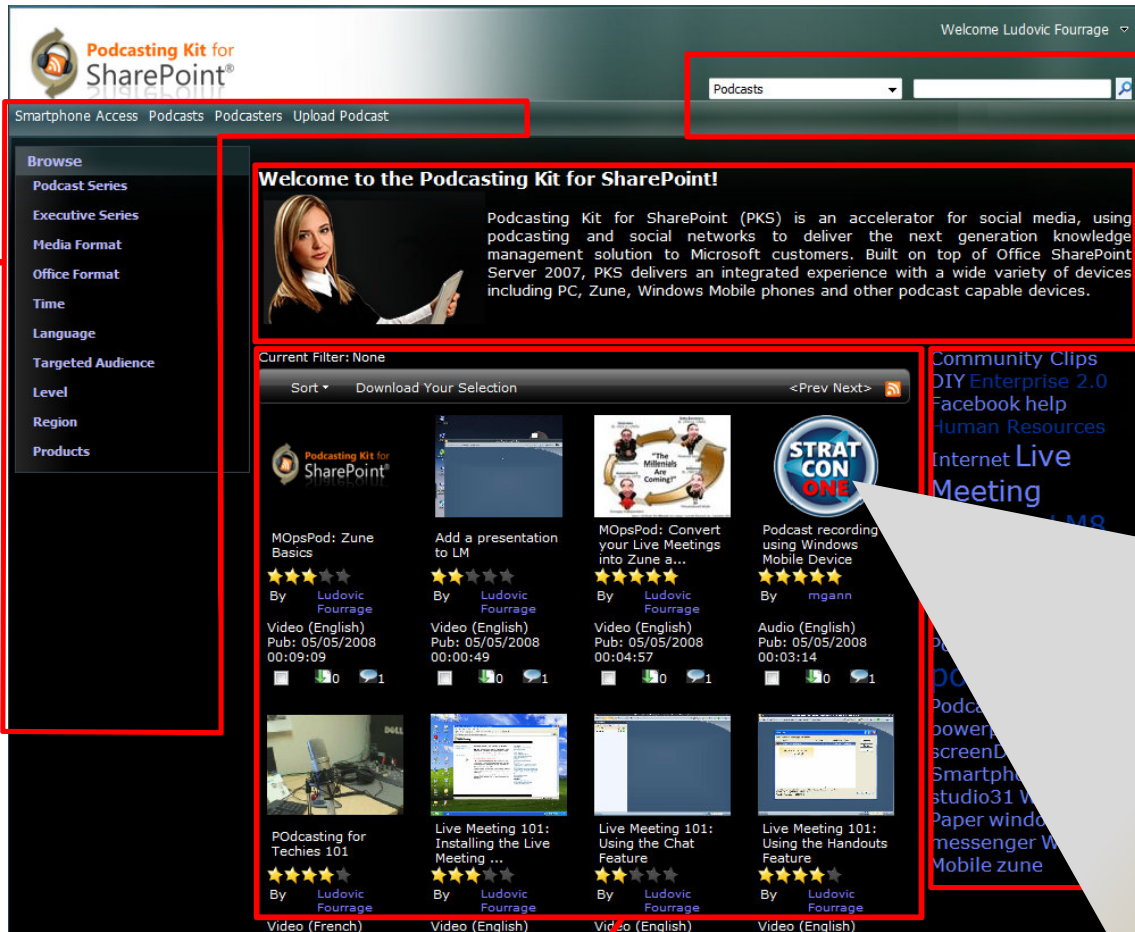 Welcome Ludovic Fourrage
Podcasting Kit for
SharePoint®
Podcasts
Smartphone Access Podcasts Podcasters Upload Podcast
Browse
Podcast Series
Executive Series
Media Format
Office Format
Time
Language
Targeted Audience
Level
Region
Products
Welcome to the Podcasting Kit for SharePoint!
Podcasting Kit for SharePoint (PKS) is an accelerator for social media, using
podcasting and social networks to deliver the next generation knowledge
management solution to Microsoft customers. Built on top of Office SharePoint
Server 2007, PKS delivers an integrated experience with a wide variety of devices
including PC, Zune, Windows Mobile phones and other podcast capable devices.
Current Filter: None
Sort Download Your Selection <Prev Next>
Podcasting Kit for
SharePoint®
"The
Millenials
Are
Coming!"
STRAT
CON
ONE
MOpsPod: Zune
Basics
By Ludovic
Fourrage
Video (English)
Pub: 05/05/2008
00:09:09
0 1
Add a presentation
to LM
By Ludovic
Fourrage
Video (English)
Pub: 05/05/2008
00:00:49
0 1
MOpsPod: Convert
your Live Meetings
into Zune a...
By Ludovic
Fourrage
Video (English)
Pub: 05/05/2008
00:04:57
0 1
Podcast recording
using Windows
Mobile Device
By mgann
Audio (English)
Pub: 05/05/2008
00:03:14
0 1
DELL
POdcasting for
Techies 101
By Ludovic
Fourrage
Video (French)
Live Meeting 101:
Installing the Live
Meeting ...
By Ludovic
Fourrage
Video (English)
Live Meeting 101:
Using the Chat
Feature
By Ludovic
Fourrage
Video (English)
Live Meeting 101:
Using the Handouts
Feature
By Ludovic
Fourrage
Video (English)
Community Clips
DIY Enterprise 2.0
Facebook help
Human Resources
Internet Live
Meeting
LM8
studio31
Paper
messenger
Mobile zune